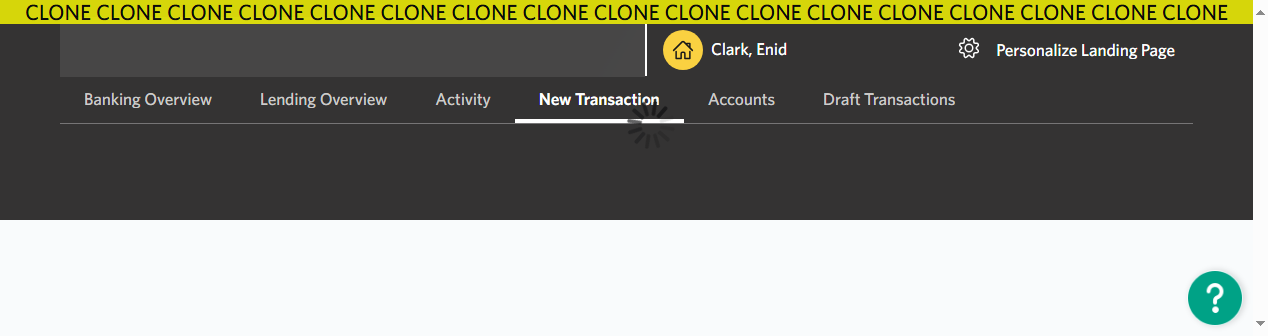 CLONE CLONE CLONE CLONE CLONE CLONE CLONE CLONE CLONE CLONE CLONE CLONE CLONE CLONE CLONE CLONE CLONE
Clark, Enid
Personalize Landing Page
Banking Overview Lending Overview Activity New Transaction Accounts Draft Transactions
?